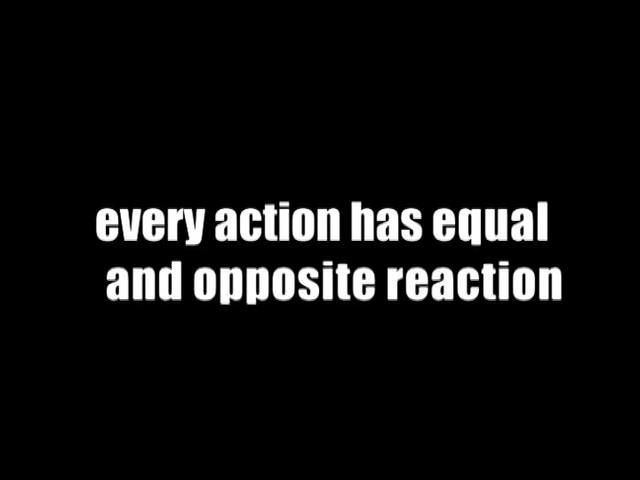 every action has equal
and opposite reaction